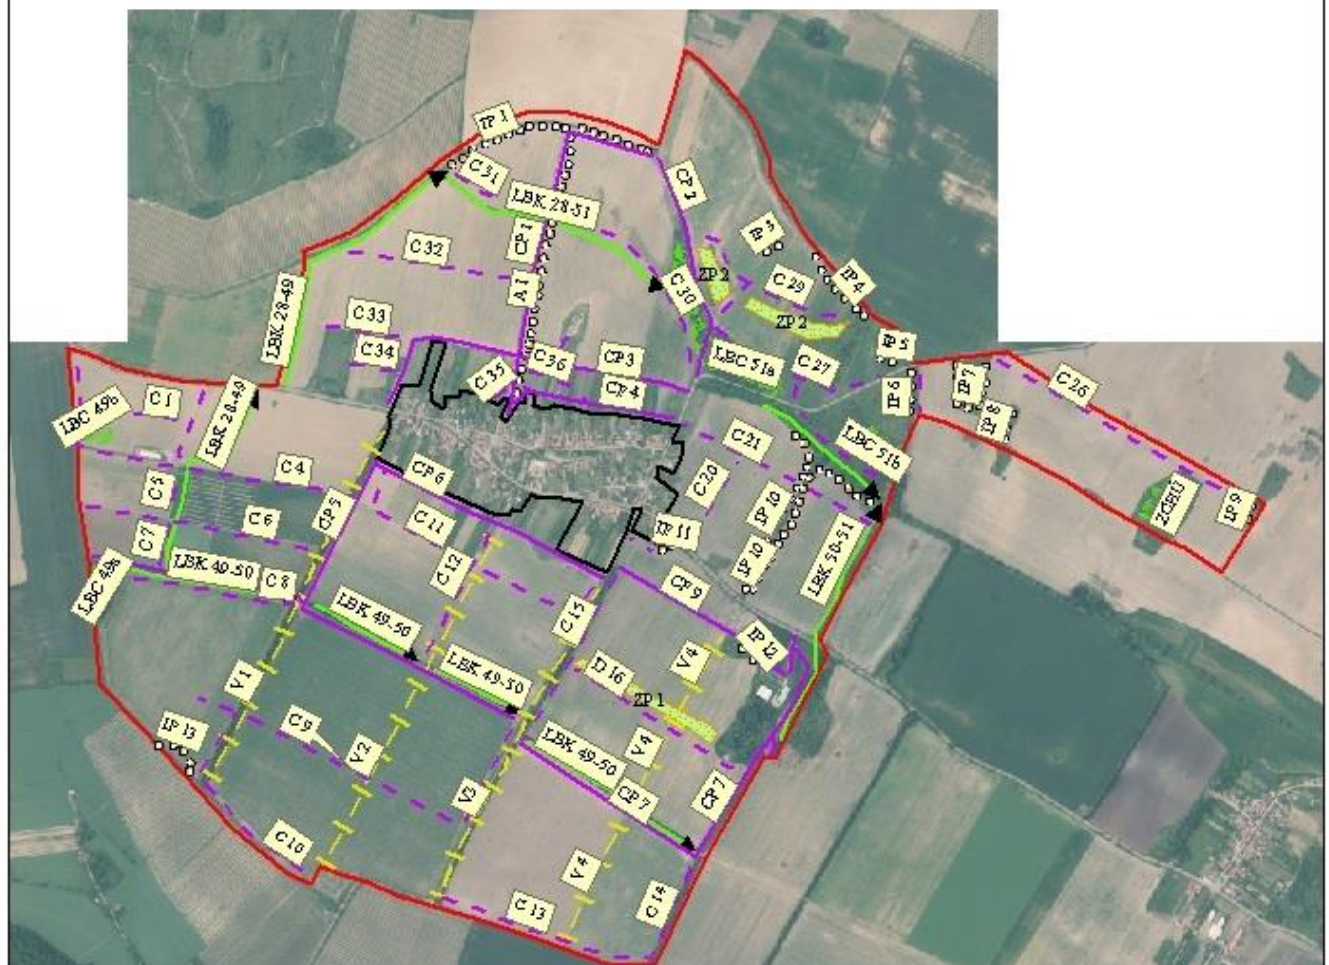 IP 1
C 31
CP 2
LBK 28-51
IP 3
C 32
CP 1
ZP 2
C 29
IP 4
A 1
C 30
LBK 28-49
C 33
ZP 2
C 34
IP 5
C 36
CP 3
LBC 51a
C 27
C 35
CP 4
IP 6
IP 7
C 26
C 1
LBC 49b
IP 8
LBK 28-49
C 21
LBC 51b
C 4
CP 6
C 20
C 5
CP 5
IP 10
IP 9
C 6
C 11
IP 11
C 7
LBK 49-50
C 8
C 12
IP 10
LBK 50-51
CP 9
LBK 49-50
C 15
IP 12
V 4
LBK 49-50
D 16
V 1
ZP 1
C 9
IP 13
V 2
V 4
LBK 49-50
CP 7
CP 7
V 3
C 10
V 4
C 14
C 13